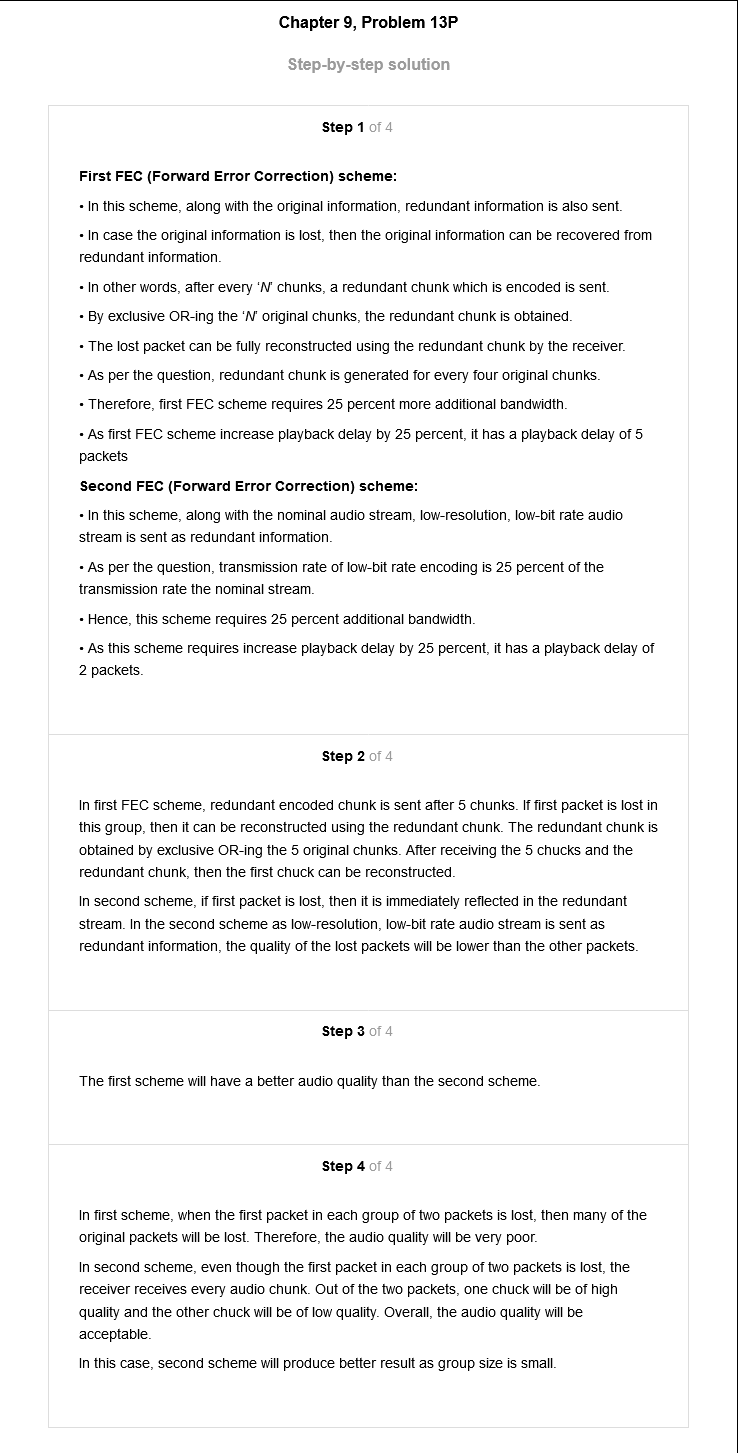 Chapter 9, Problem 13P
Step-by-step solution
Step 1 of 4
First FEC (Forward Error Correction) scheme:
• In this scheme, along with the original information, redundant information is also sent.
• In case the original information is lost, then the original information can be recovered from
redundant information.
• In other words, after every ‘N’ chunks, a redundant chunk which is encoded is sent.
• By exclusive OR-ing the ‘N’ original chunks, the redundant chunk is obtained.
• The lost packet can be fully reconstructed using the redundant chunk by the receiver.
• As per the question, redundant chunk is generated for every four original chunks.
• Therefore, first FEC scheme requires 25 percent more additional bandwidth.
• As first FEC scheme increase playback delay by 25 percent, it has a playback delay of 5
packets
Second FEC (Forward Error Correction) scheme:
• In this scheme, along with the nominal audio stream, low-resolution, low-bit rate audio
stream is sent as redundant information.
• As per the question, transmission rate of low-bit rate encoding is 25 percent of the
transmission rate the nominal stream.
• Hence, this scheme requires 25 percent additional bandwidth.
• As this scheme requires increase playback delay by 25 percent, it has a playback delay of
2 packets.
Step 2 of 4
In first FEC scheme, redundant encoded chunk is sent after 5 chunks. If first packet is lost in
this group, then it can be reconstructed using the redundant chunk. The redundant chunk is
obtained by exclusive OR-ing the 5 original chunks. After receiving the 5 chucks and the
redundant chunk, then the first chuck can be reconstructed.
In second scheme, if first packet is lost, then it is immediately reflected in the redundant
stream. In the second scheme as low-resolution, low-bit rate audio stream is sent as
redundant information, the quality of the lost packets will be lower than the other packets.
Step 3 of 4
The first scheme will have a better audio quality than the second scheme.
Step 4 of 4
In first scheme, when the first packet in each group of two packets is lost, then many of the
original packets will be lost. Therefore, the audio quality will be very poor.
In second scheme, even though the first packet in each group of two packets is lost, the
receiver receives every audio chunk. Out of the two packets, one chuck will be of high
quality and the other chuck will be of low quality. Overall, the audio quality will be
acceptable.
In this case, second scheme will produce better result as group size is small.